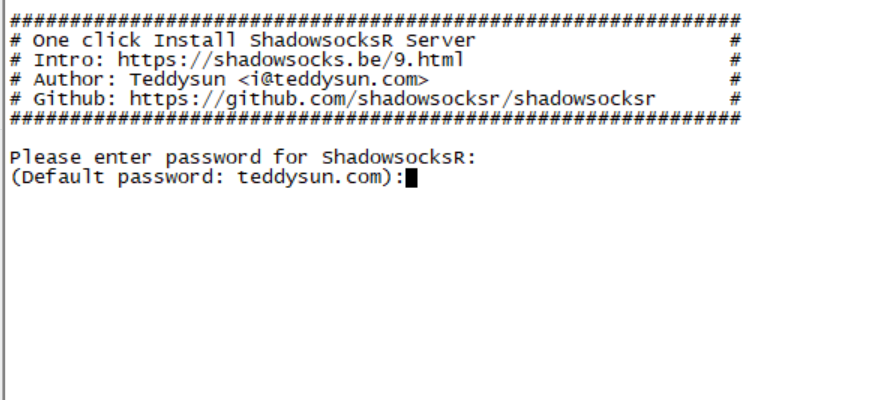 #############################################################
# One click Install ShadowsocksR Server #
# Intro: https://shadowsocks.be/9.html #
# Author: Teddysun <i@teddysun.com> #
# Github: https://github.com/shadowsocksr/shadowsocksr #
#############################################################
Please enter password for ShadowsocksR:
(Default password: teddysun.com):